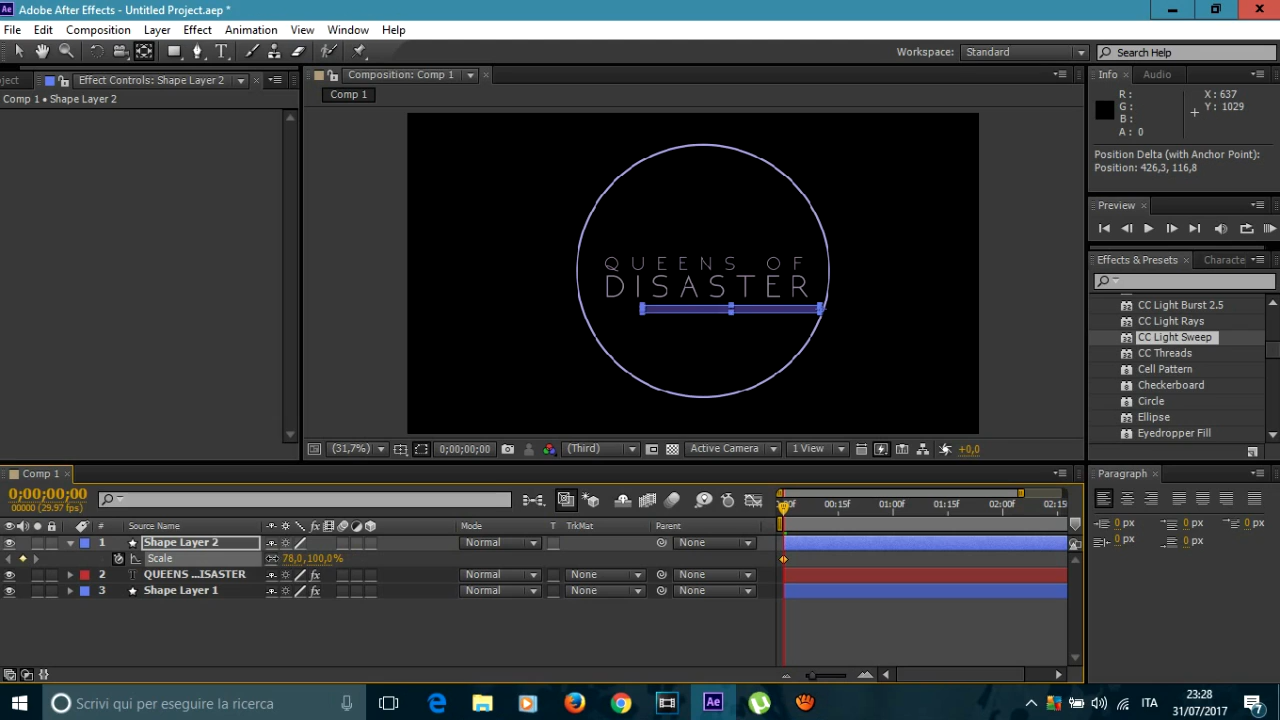 Adobe After Effects - Untitled Project.aep *
File Edit Composition Layer Effect Animation View Window Help
Workspace: Standard Search Help
ject Effect Controls: Shape Layer 2
Comp 1 • Shape Layer 2
Composition: Comp 1
Comp 1
Info Audio
R :
G :
B :
A : 0
X : 637
Y : 1029
Position Delta (with Anchor Point):
Position: 426,3, 116,8
Preview
Effects & Presets Characte
CC Light Burst 2.5
CC Light Rays
CC Light Sweep
CC Threads
Cell Pattern
Checkerboard
Circle
Ellipse
Eyedropper Fill
QUEENS OF
DISASTER
(31,7%) 0;00;00;00 (Third) Active Camera 1 View +0,0
Comp 1
0;00;00;00
00000 (29.97 fps)
00f 00:15f 01:00f 01:15f 02:00f 02:15
# Source Name Mode T TrkMat Parent
1 Shape Layer 2 Normal None
Scale 78,0,100,0%
2 QUEENS ...ISASTER Normal None None
3 Shape Layer 1 Normal None None
Paragraph
0 px 0 px 0 px
0 px 0 px
Scrivi qui per eseguire la ricerca
ITA
23:28
31/07/2017
7